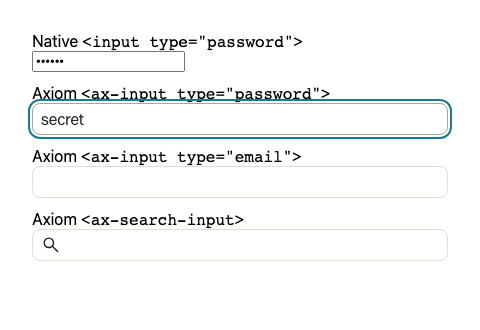 Native <input type="password">
••••••
Axiom <ax-input type="password">
secret
Axiom <ax-input type="email">
Axiom <ax-search-input>